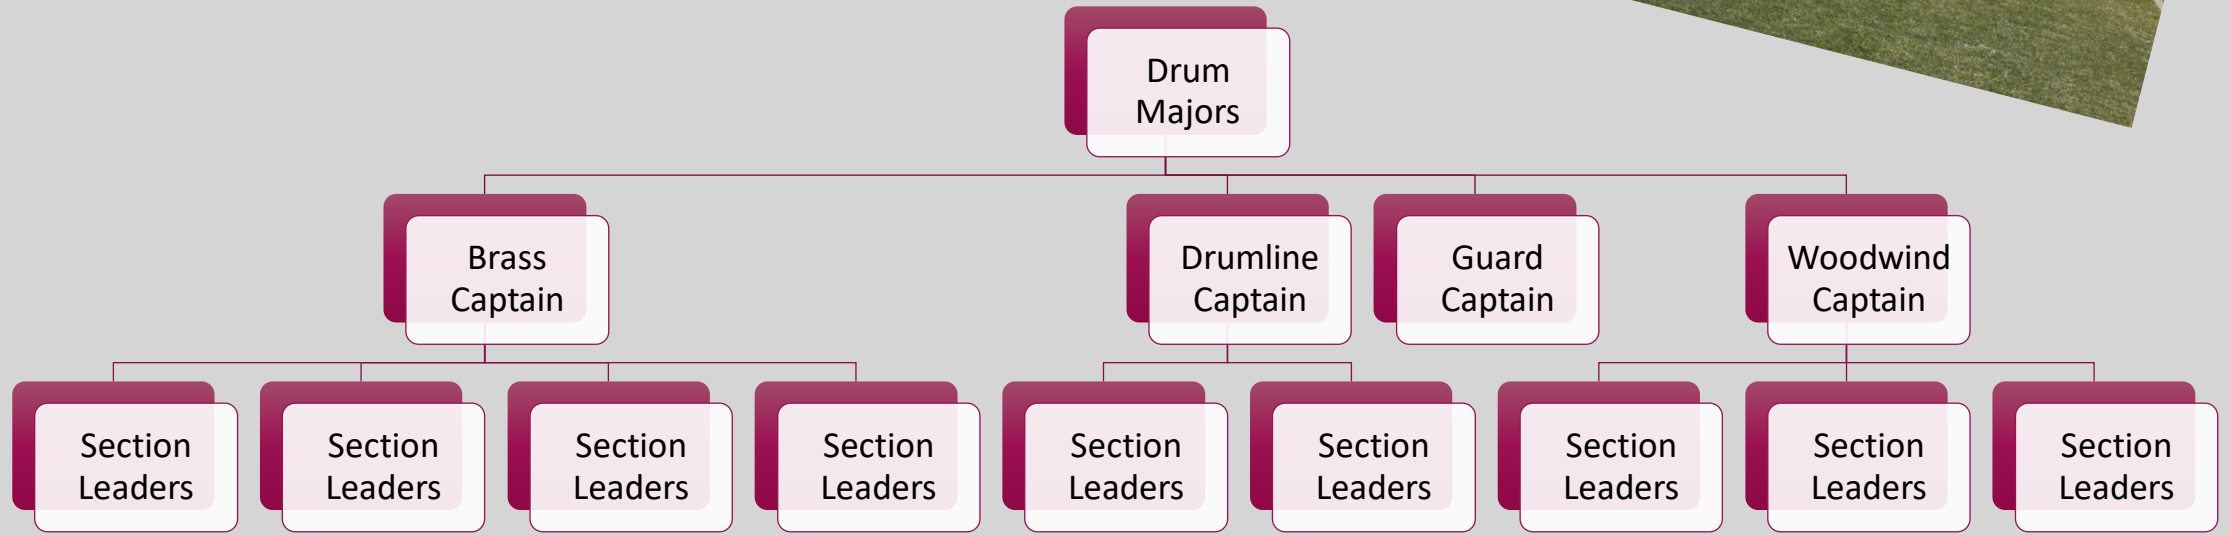 Drum
Majors
Brass
Captain
Drumline
Captain
Guard
Captain
Woodwind
Captain
Section
Leaders
Section
Leaders
Section
Leaders
Section
Leaders
Section
Leaders
Section
Leaders
Section
Leaders
Section
Leaders
Section
Leaders